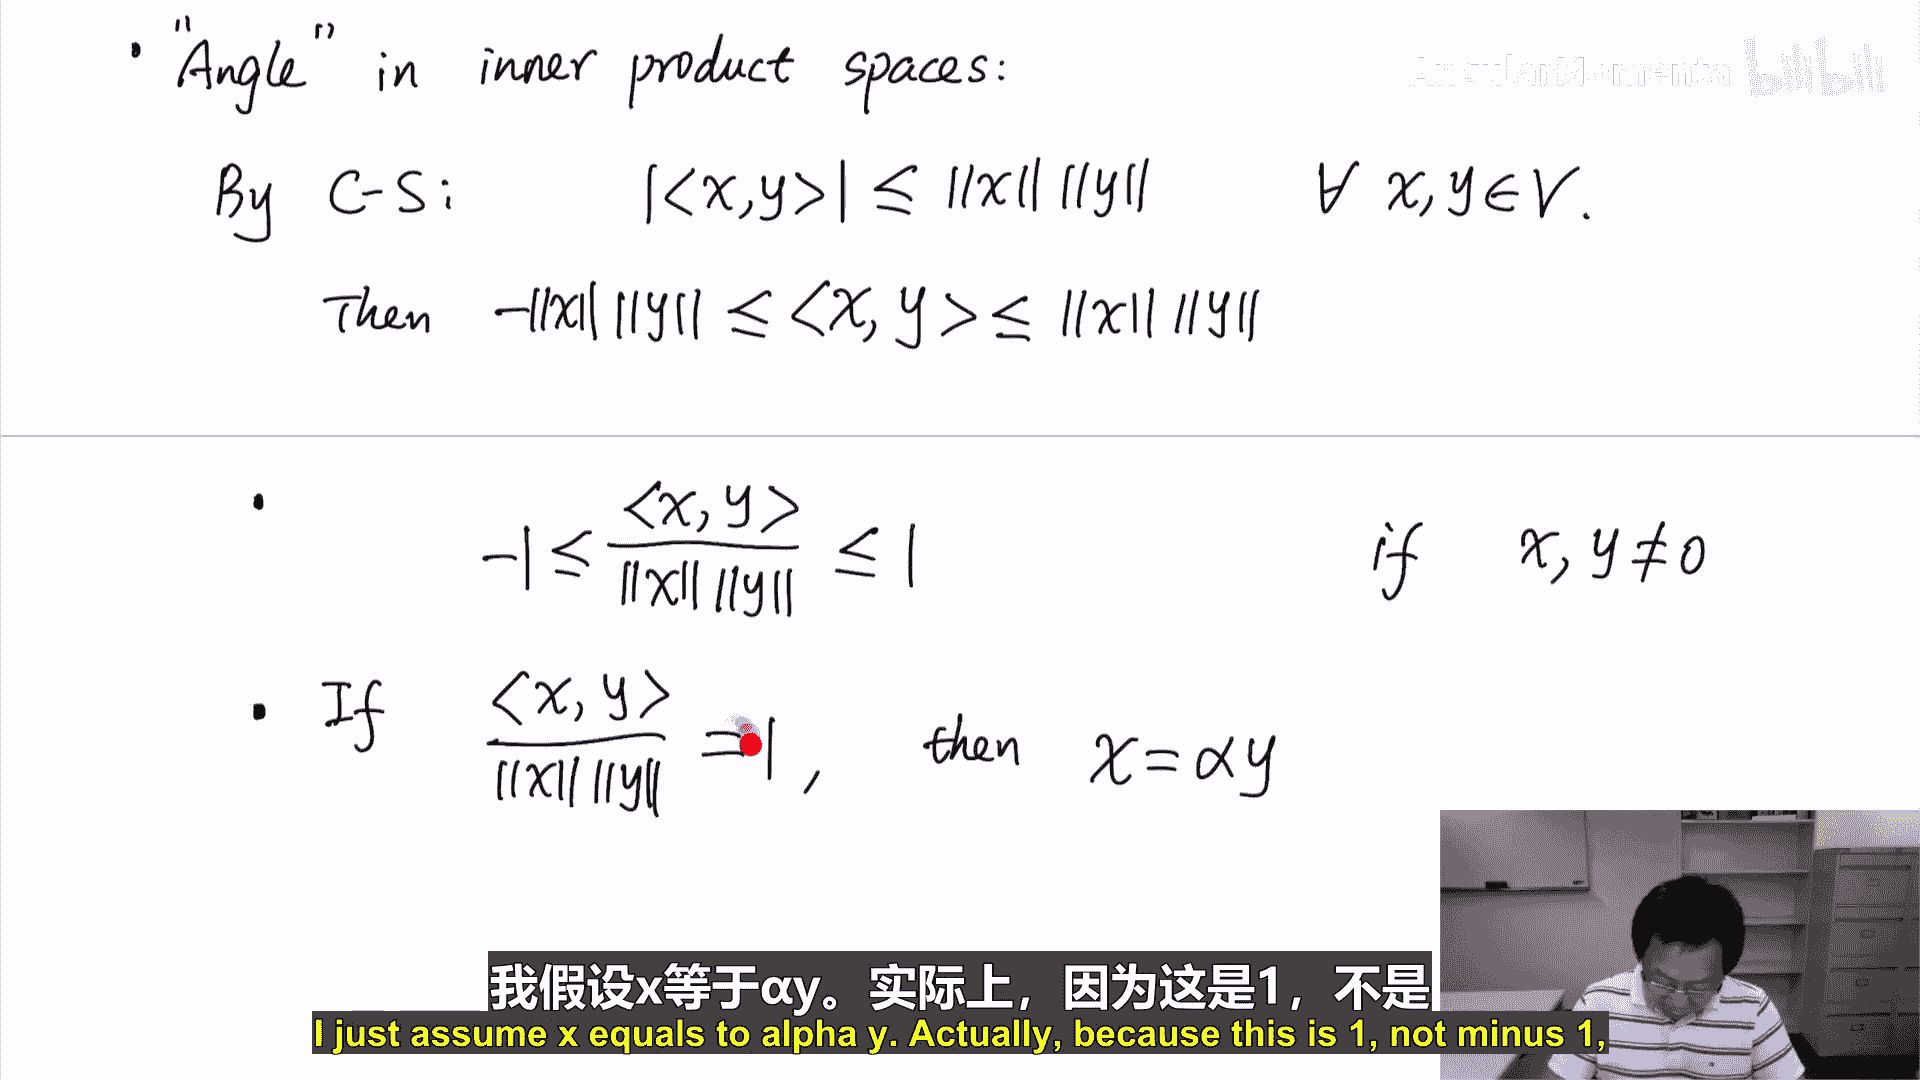 • "Angle" in inner product spaces:
bilibili
By C-S: |<x,y>| ≤ ||x|| ||y|| ∀ x,y∈V.
Then -||x|| ||y|| ≤ <x,y> ≤ ||x|| ||y||
• -1 ≤ <x,y> / ||x|| ||y|| ≤ 1 if x,y≠0
• If <x,y> / ||x|| ||y|| = 1, then x=αy
我假设x等于αy。实际上，因为这是1，不是
I just assume x equals to alpha y. Actually, because this is 1, not minus 1,